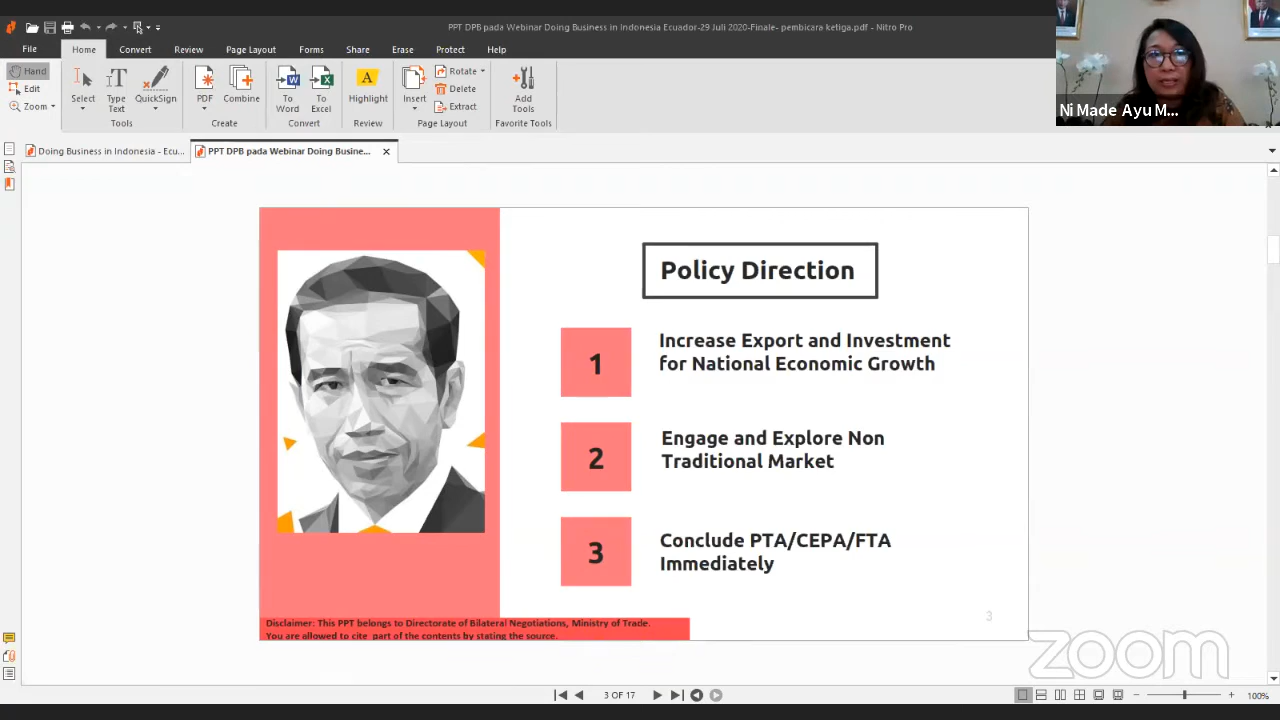 PPT DPB pada Webinar Doing Business in Indonesia Ecuador-29 Juli 2020-Finale- pembicara ketiga.pdf - Nitro Pro
File Home Convert Review Page Layout Forms Share Erase Protect Help
Hand
Edit
Zoom
Select
Type Text
QuickSign
Tools
PDF
Combine
Create
To Word
To Excel
Convert
Highlight
Review
Insert
Rotate
Delete
Extract
Page Layout
Add Tools
Favorite Tools
Ni Made Ayu M...
Doing Business in Indonesia - Ecu...
PPT DPB pada Webinar Doing Busine...
Policy Direction
1
Increase Export and Investment
for National Economic Growth
2
Engage and Explore Non
Traditional Market
3
Conclude PTA/CEPA/FTA
Immediately
3
Disclaimer: This PPT belongs to Directorate of Bilateral Negotiations, Ministry of Trade.
You are allowed to cite part of the contents by stating the source.
zoom
3 OF 17
100%